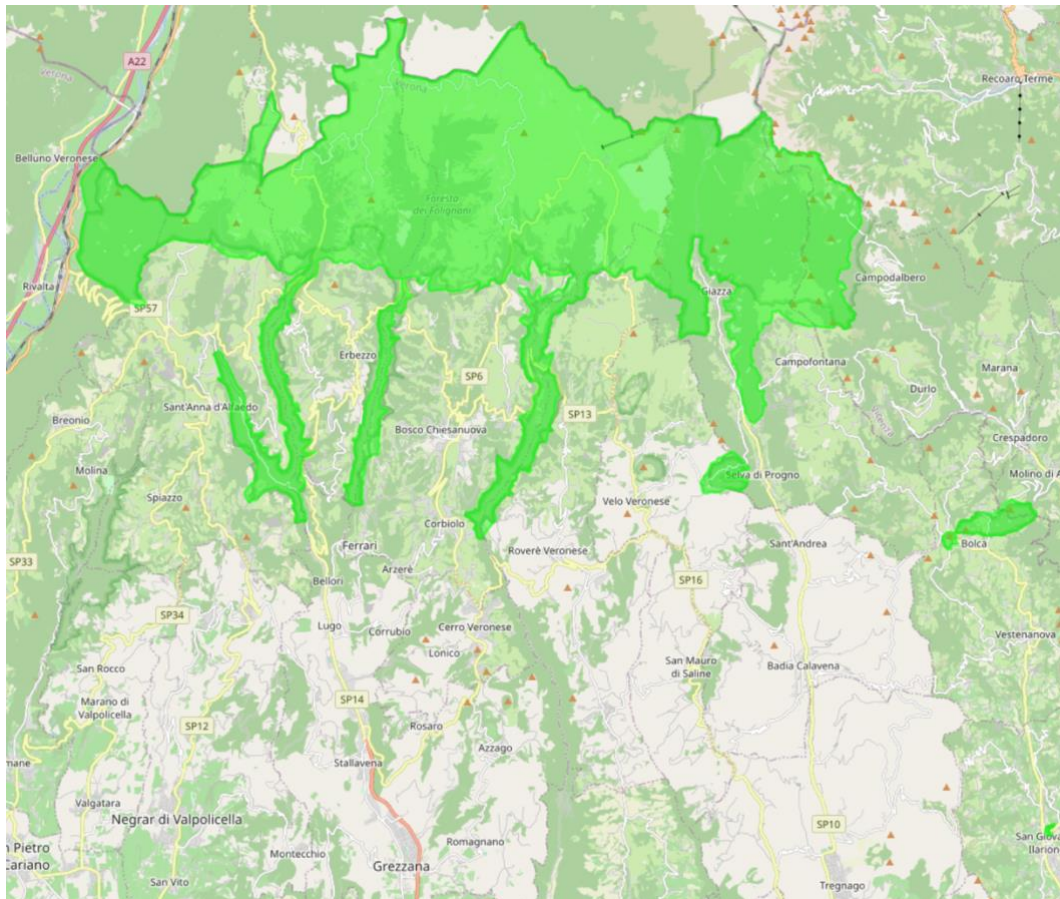 A22
Verona
Verona
Recoaro Terme
Belluno Veronese
Foresta
dei Folignani
Rivalta
SP57
Giazza
Campodalbero
Erbezzo
SP6
Campofontana
Marana
Durlo
Sant'Anna d'Alfaedo
SP13
Breonio
Bosco Chiesanuova
Vicenza
Crespadoro
Molina
Selva di Progno
Molino di A
Spiazzo
Velo Veronese
Corbiolo
Sant'Andrea
Bolca
Ferrari
Roverè Veronese
SP33
Arzerè
Bellori
SP16
SP34
Lugo
Corrubio
Cerro Veronese
Vestenanova
Lonico
San Rocco
San Mauro
di Saline
Badia Calavena
Marano di
Valpolicella
SP14
SP12
Rosaro
Azzago
mane
Stallavena
Valgatara
Negrar di Valpolicella
SP10
San Giova
Ilarion
n Pietro
Cariano
Montecchio
Romagnano
Grezzana
San Vito
Tregnago